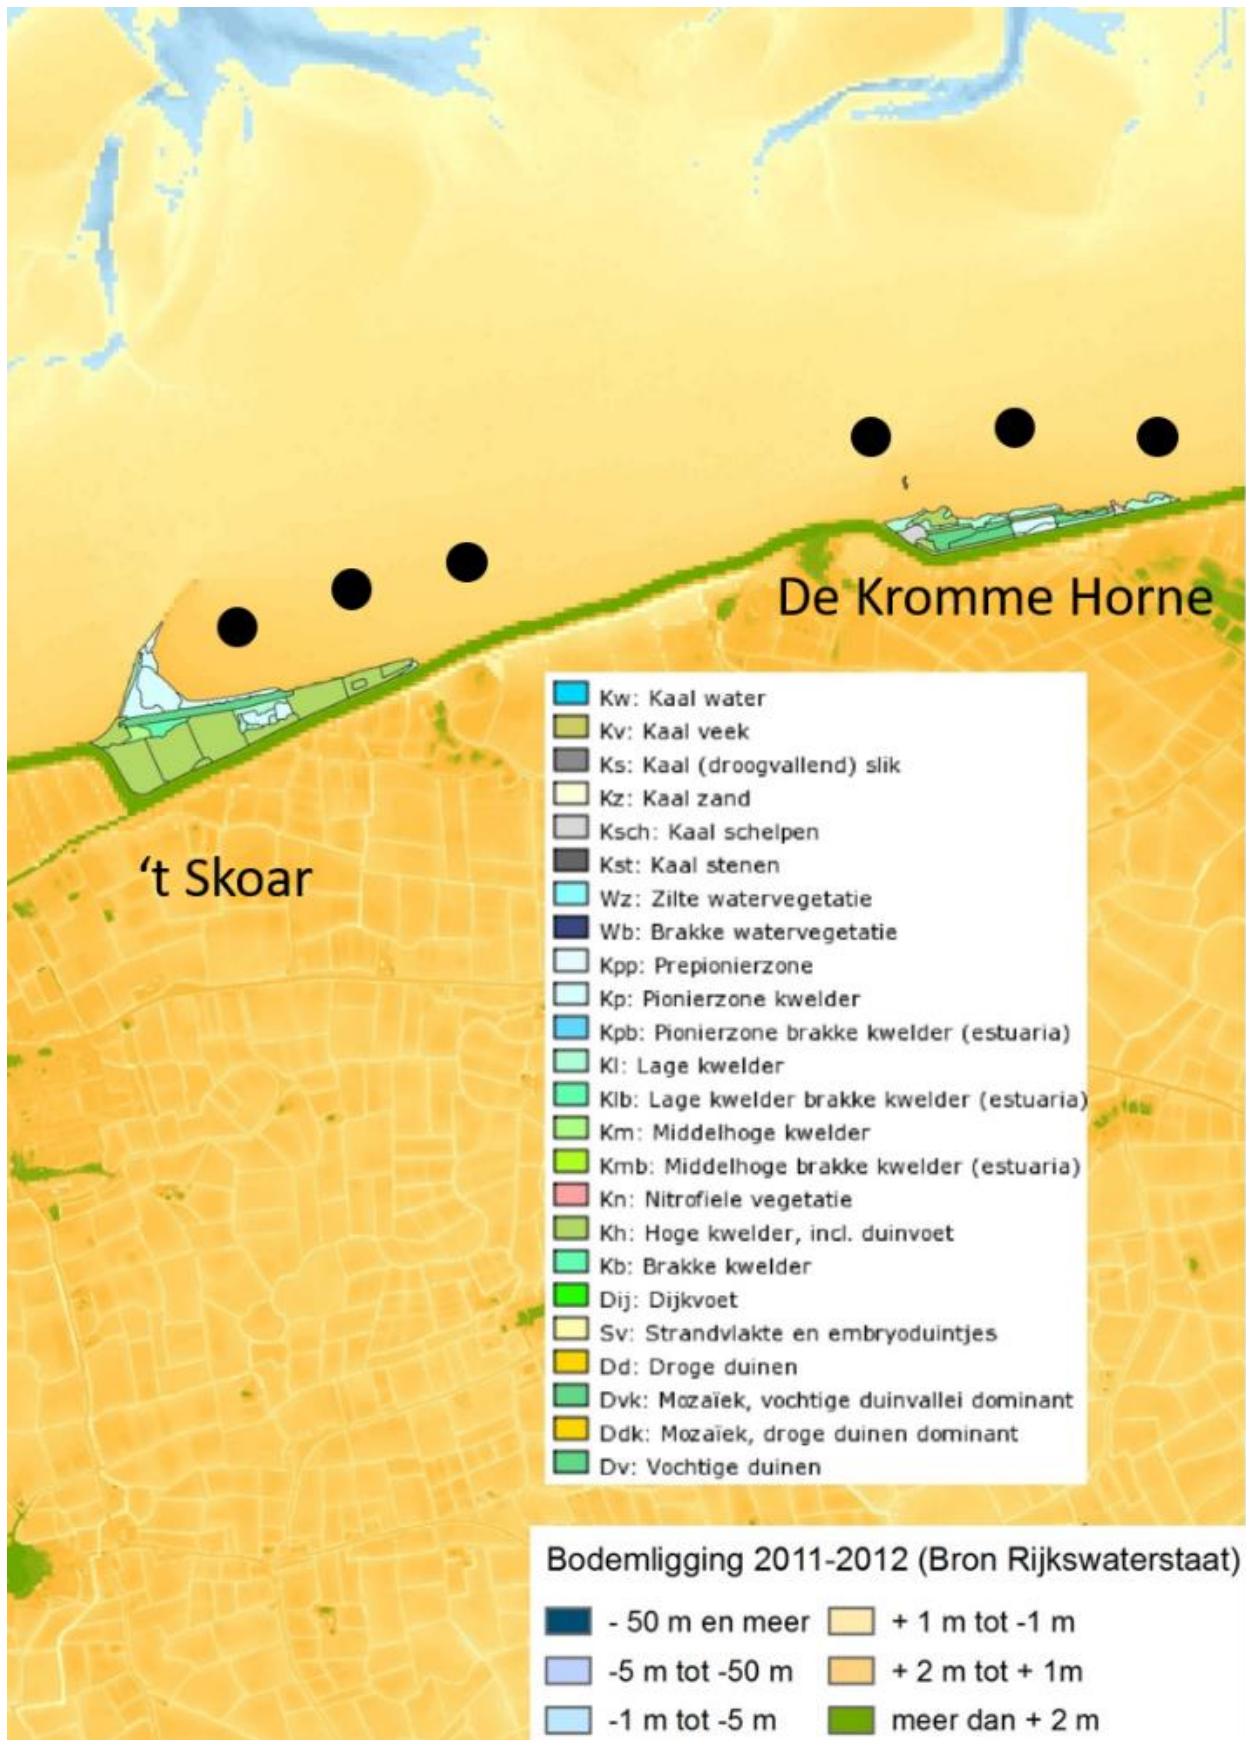 De Kromme Horne
't Skoar
Kw: Kaal water
Kv: Kaal veek
Ks: Kaal (droogvallend) slik
Kz: Kaal zand
Ksch: Kaal schelpen
Kst: Kaal stenen
Wz: Zilte watervegetatie
Wb: Brakke watervegetatie
Kpp: Prepionierzone
Kp: Pionierzone kwelder
Kpb: Pionierzone brakke kwelder (estuaria)
Kl: Lage kwelder
Klb: Lage kwelder brakke kwelder (estuaria)
Km: Middelhoge kwelder
Kmb: Middelhoge brakke kwelder (estuaria)
Kn: Nitrofiele vegetatie
Kh: Hoge kwelder, incl. duinvoet
Kb: Brakke kwelder
Dij: Dijkvoet
Sv: Strandvlakte en embryoduintjes
Dd: Droge duinen
Dvk: Mozaïek, vochtige duinvallei dominant
Ddk: Mozaïek, droge duinen dominant
Dv: Vochtige duinen
Bodemligging 2011-2012 (Bron Rijkswaterstaat)
- 50 m en meer
-5 m tot -50 m
-1 m tot -5 m
+ 1 m tot -1 m
+ 2 m tot + 1m
meer dan + 2 m